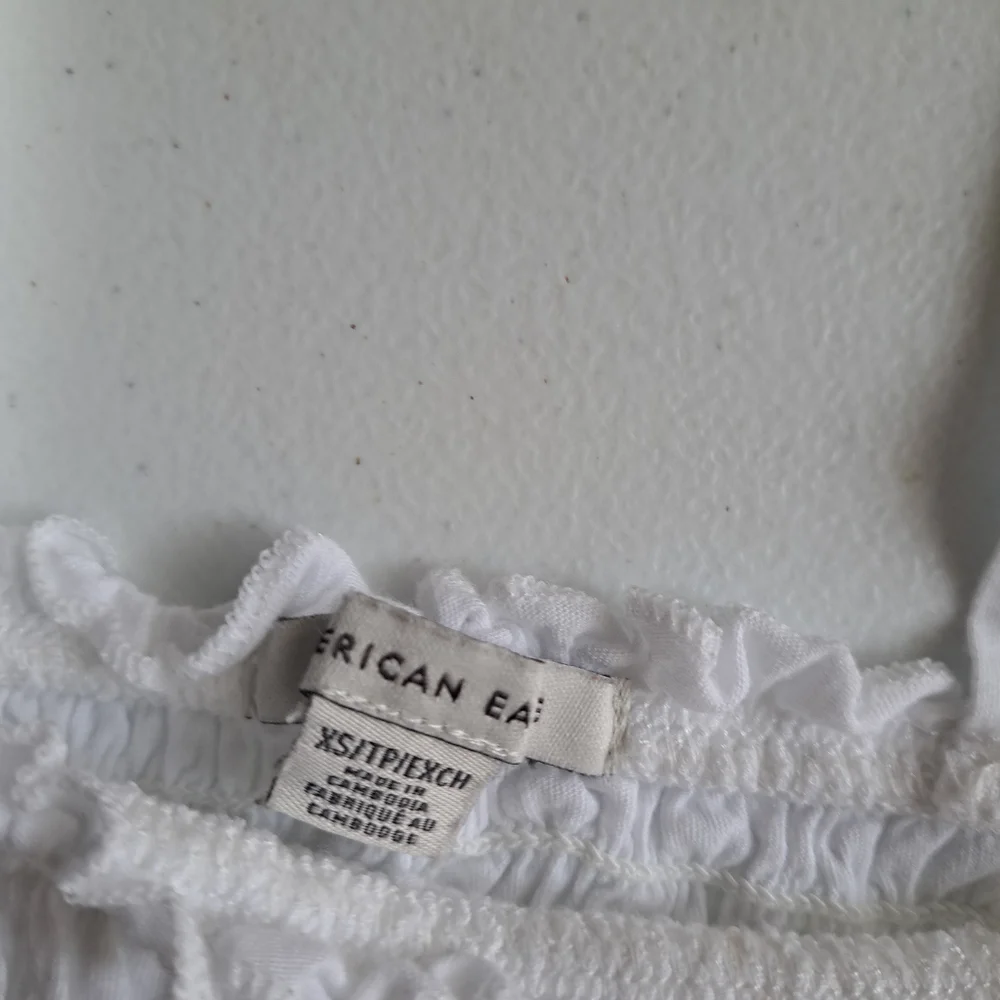 ERICAN EA
XS/TP/EXCH
MADE IN
CAMBODIA
FABRIQUÉ AU
CAMBODGE